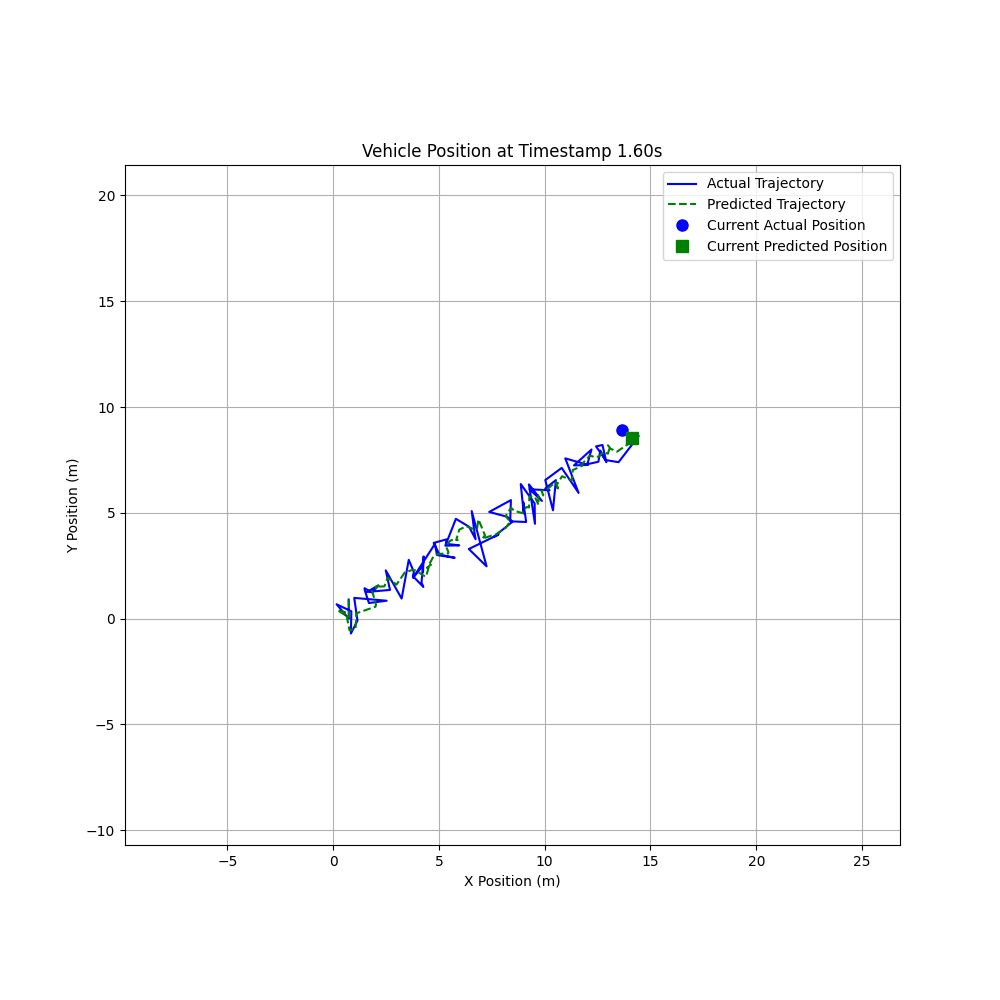 Vehicle Position at Timestamp 1.60s
Actual Trajectory
Predicted Trajectory
Current Actual Position
Current Predicted Position
20
15
10
5
0
−5
−10
Y Position (m)
−5
0
5
10
15
20
25
X Position (m)